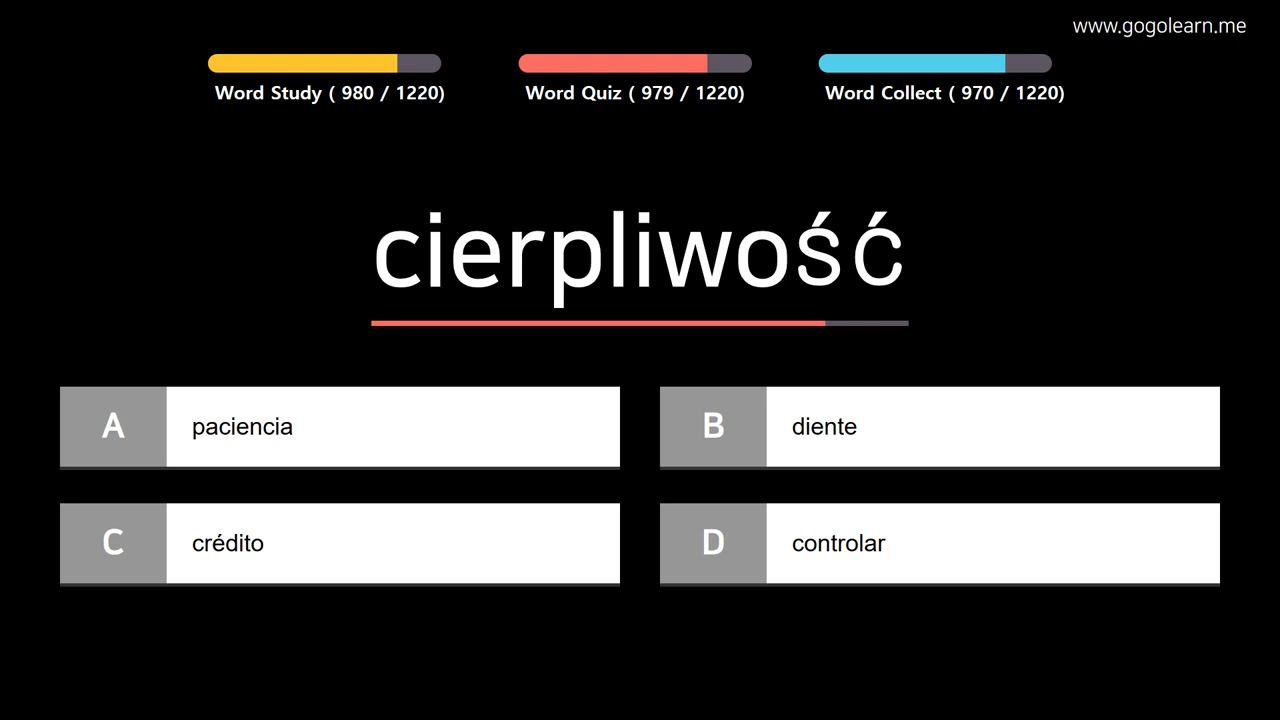 www.gogolearn.me
Word Study ( 980 / 1220)
Word Quiz ( 979 / 1220)
Word Collect ( 970 / 1220)
cierpliwość
A paciencia
B diente
C crédito
D controlar